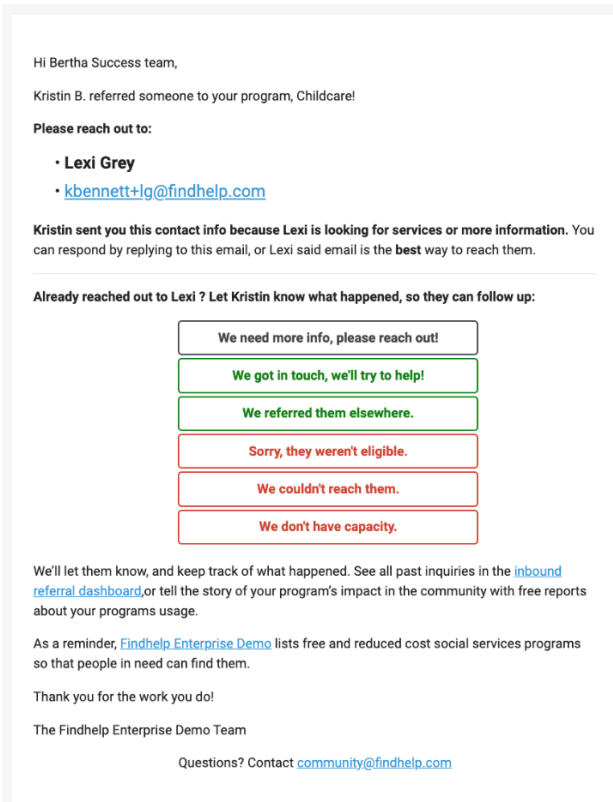 Hi Bertha Success team,
Kristin B. referred someone to your program, Childcare!
Please reach out to:
• Lexi Grey
• kbennett+lg@findhelp.com
Kristin sent you this contact info because Lexi is looking for services or more information. You
can respond by replying to this email, or Lexi said email is the best way to reach them.
Already reached out to Lexi ? Let Kristin know what happened, so they can follow up:
We need more info, please reach out!
We got in touch, we'll try to help!
We referred them elsewhere.
Sorry, they weren't eligible.
We couldn't reach them.
We don't have capacity.
We'll let them know, and keep track of what happened. See all past inquiries in the inbound
referral dashboard,or tell the story of your program's impact in the community with free reports
about your programs usage.
As a reminder, Findhelp Enterprise Demo lists free and reduced cost social services programs
so that people in need can find them.
Thank you for the work you do!
The Findhelp Enterprise Demo Team
Questions? Contact community@findhelp.com